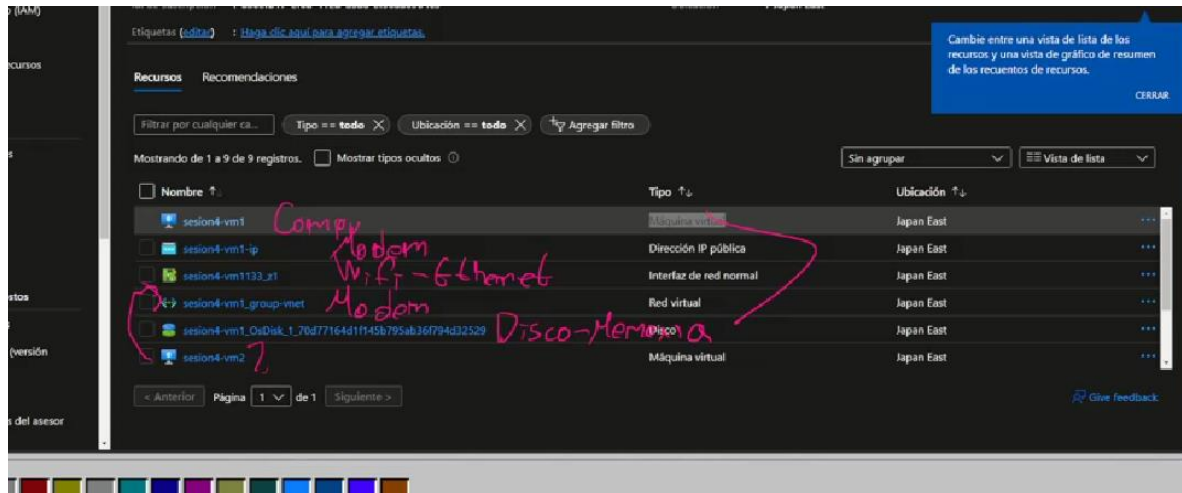 (IAM)
Etiquetas (editar) : Haga clic aquí para agregar etiquetas.
Cambie entre una vista de lista de los
recursos y una vista de gráfico de resumen
de los recuentos de recursos.
CERRAR
ecursos
Recursos Recomendaciones
Filtrar por cualquier ca... Tipo == todo Ubicación == todo Agregar filtro
Mostrando de 1 a 9 de 9 registros. Mostrar tipos ocultos Sin agrupar Vista de lista
Nombre Tipo Ubicación
sesion4-vm1 Compu Máquina virtual Japan East
sesion4-vm1-ip Modem Dirección IP pública Japan East
sesion4-vm1133_z1 Wifi-Ethernet Interfaz de red normal Japan East
stos
sesion4-vm1_group-vnet Modem Red virtual Japan East
sesion4-vm1_OsDisk_1_70d77164d1f145b795ab36f794d32529 Disco-Memoria Disco Japan East
(versión
sesion4-vm2 2 Máquina virtual Japan East
< Anterior Página 1 de 1 Siguiente > Give feedback
s del asesor